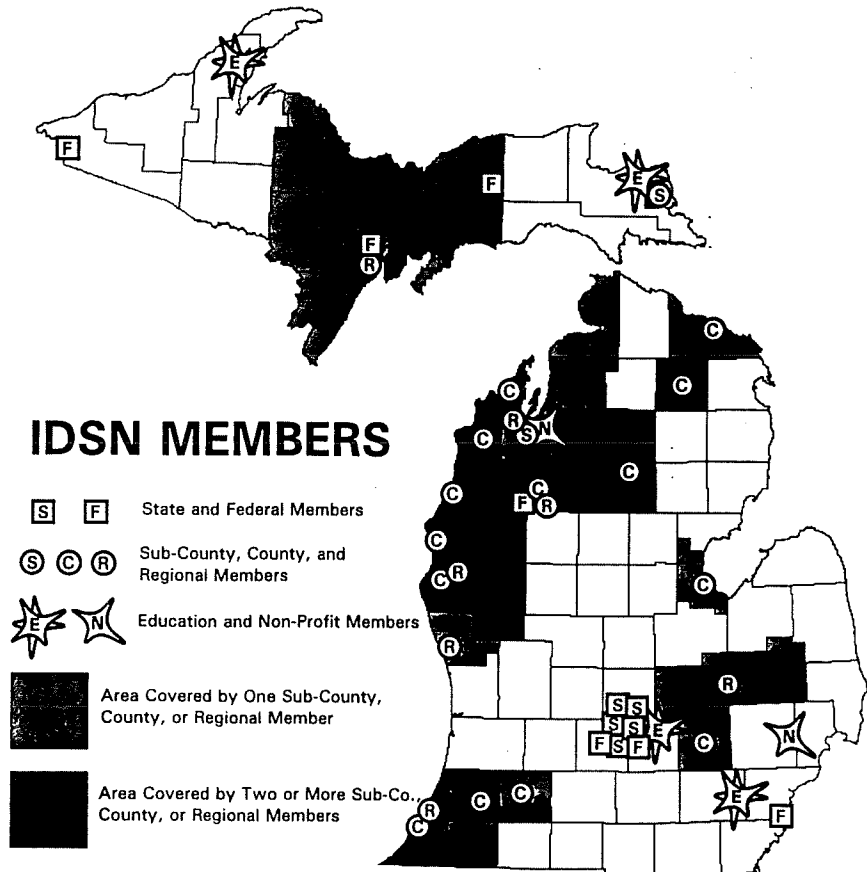 E
F
E
S
F
F
R
C
C
C
R
S
N
C
C
C
C
F
R
C
C
R
C
R
R
S S
S S
F S F
E
C
N
C
C
R
C
E
F
IDSN MEMBERS
S F State and Federal Members
S C R Sub-County, County, and
Regional Members
E N Education and Non-Profit Members
Area Covered by One Sub-County,
County, or Regional Member
Area Covered by Two or More Sub-Co.,
County, or Regional Members